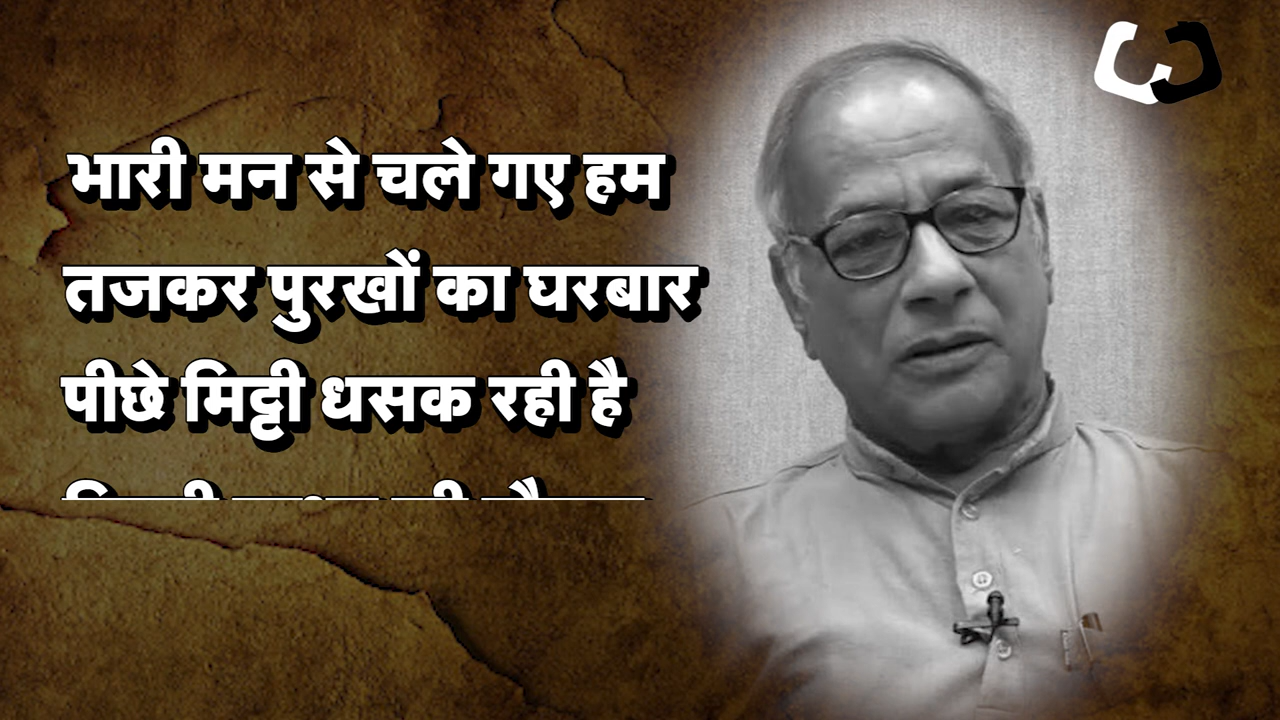 भारी मन से चले गए हम
तजकर पुरखों का घरबार
पीछे मिट्टी धसक रही है